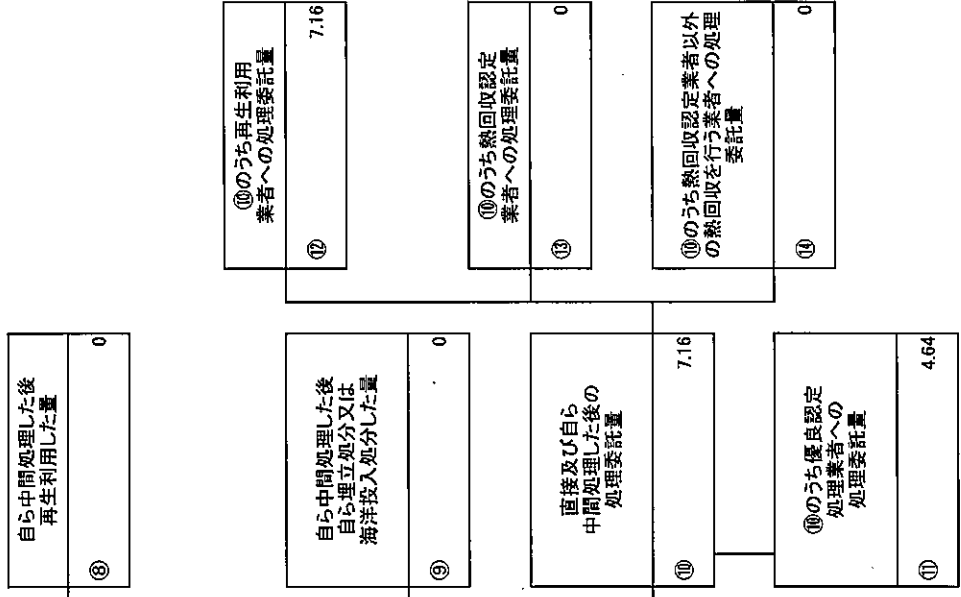 自ら中間処理した後
再生利用した量
⑧ 0
自ら中間処理した後
自ら埋立処分又は
海洋投入処分した量
⑨ 0
直接及び自ら
中間処理した後の
処理委託量
⑩ 7.16
⑩のうち優良認定
処理業者への
処理委託量
⑪ 4.64
⑩のうち再生利用
業者への処理委託量
⑫ 7.16
⑩のうち熱回収認定
業者への処理委託量
⑬ 0
⑩のうち熱回収認定業者以外
の熱回収を行う業者への処理
委託量
⑭ 0